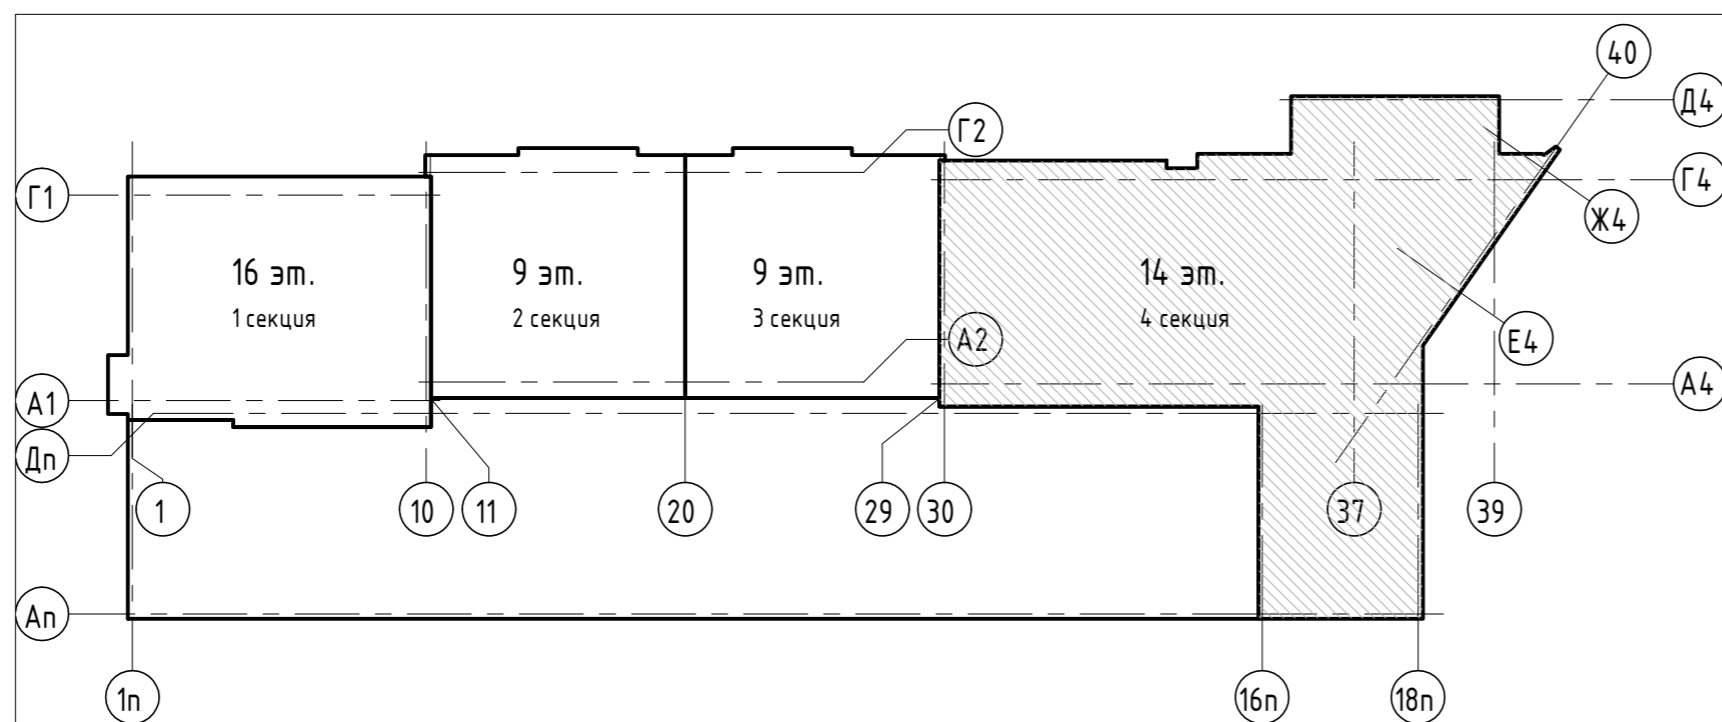 40
Д4
Г2
Г4
Г1
Ж4
16 эт.
1 секция
9 эт.
2 секция
9 эт.
3 секция
14 эт.
4 секция
А2
Е4
А4
А1
Дп
1
10
11
20
29
30
37
39
Ап
1п
16п
18п